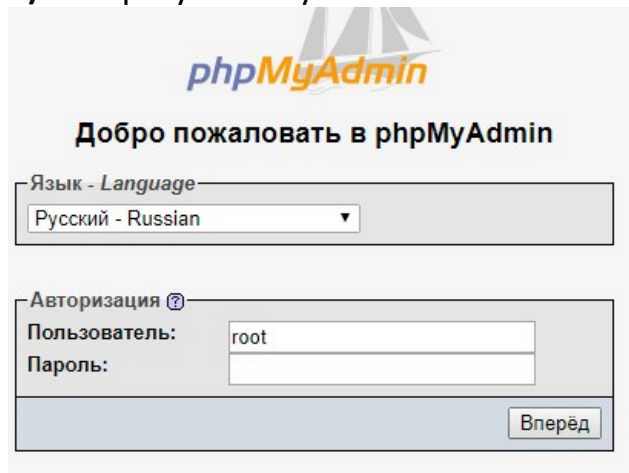 phpMyAdmin
Добро пожаловать в phpMyAdmin
Язык - Language
Русский - Russian
Авторизация
Пользователь: root
Пароль:
Вперёд